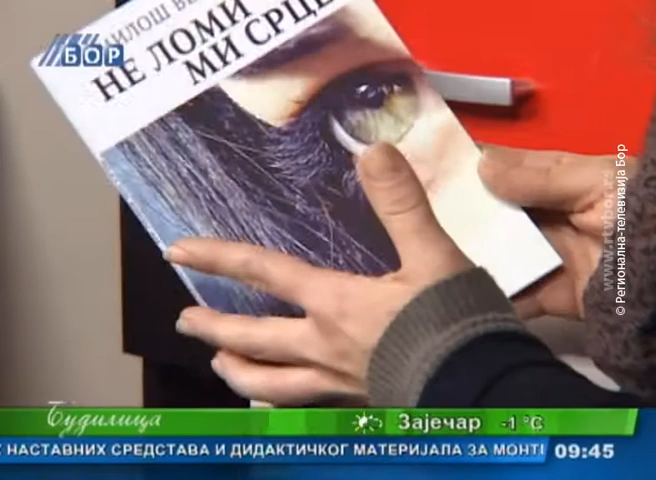 БОР
МИЛОШ
НЕ ЛОМИ
МИ СРЦЕ
www.rtvbor.rs
© Регионална-телевизија Бор
Будилица
Зајечар -1 °C
НАСТАВНИХ СРЕДСТАВА И ДИДАКТИЧКОГ МАТЕРИЈАЛА ЗА
09:45